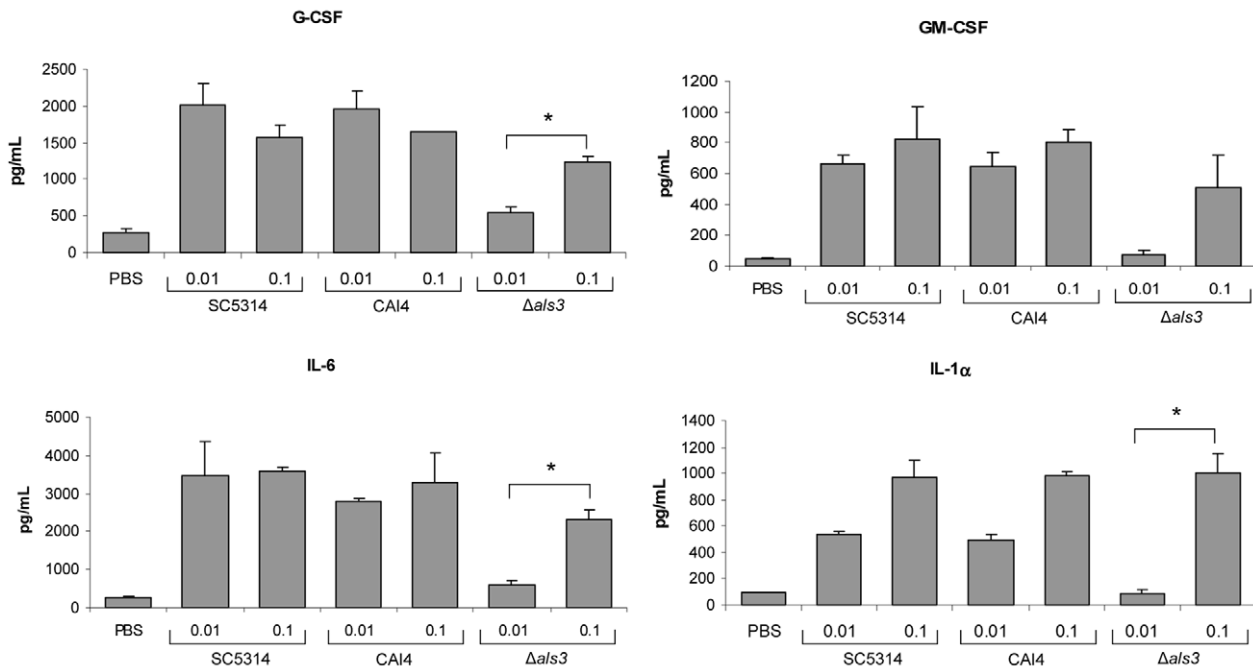 G-CSF
pg/mL
2500
2000
1500
1000
500
0
*
PBS 0.01 0.1 0.01 0.1 0.01 0.1
SC5314 CAI4 Δals3
GM-CSF
pg/mL
1200
1000
800
600
400
200
0
PBS 0.01 0.1 0.01 0.1 0.01 0.1
SC5314 CAI4 Δals3
IL-6
pg/mL
5000
4000
3000
2000
1000
0
*
PBS 0.01 0.1 0.01 0.1 0.01 0.1
SC5314 CAI4 Δals3
IL-1α
pg/mL
1400
1200
1000
800
600
400
200
0
*
PBS 0.01 0.1 0.01 0.1 0.01 0.1
SC5314 CAI4 Δals3